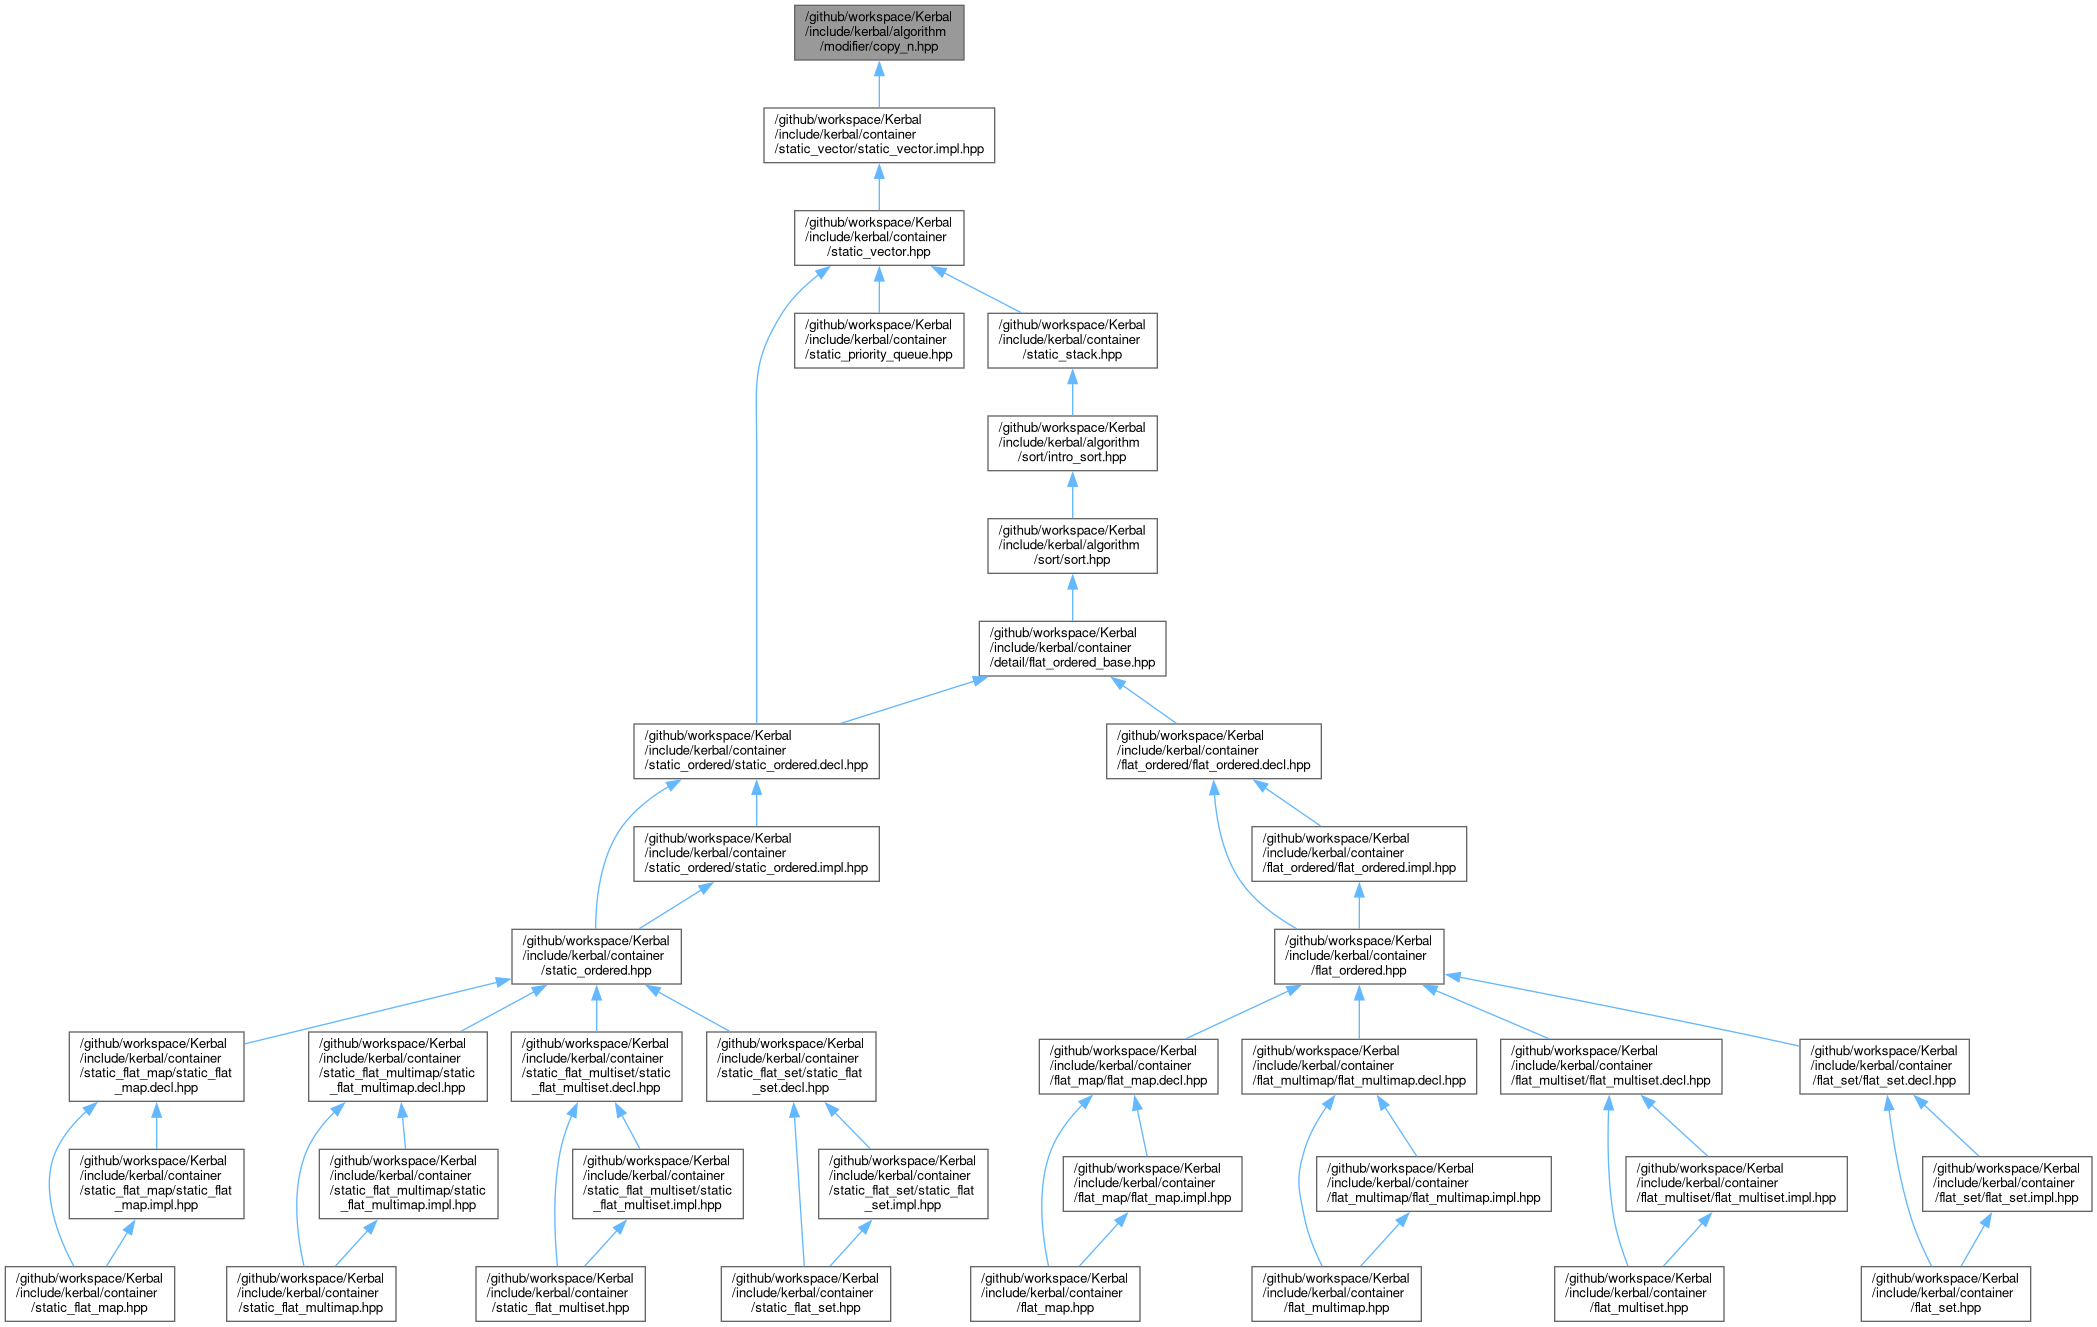 /github/workspace/Kerbal
/include/kerbal/algorithm
/modifier/copy_n.hpp
/github/workspace/Kerbal
/include/kerbal/container
/static_vector/static_vector.impl.hpp
/github/workspace/Kerbal
/include/kerbal/container
/static_vector.hpp
/github/workspace/Kerbal
/include/kerbal/container
/static_priority_queue.hpp
/github/workspace/Kerbal
/include/kerbal/container
/static_stack.hpp
/github/workspace/Kerbal
/include/kerbal/algorithm
/sort/intro_sort.hpp
/github/workspace/Kerbal
/include/kerbal/algorithm
/sort/sort.hpp
/github/workspace/Kerbal
/include/kerbal/container
/detail/flat_ordered_base.hpp
/github/workspace/Kerbal
/include/kerbal/container
/static_ordered/static_ordered.decl.hpp
/github/workspace/Kerbal
/include/kerbal/container
/flat_ordered/flat_ordered.decl.hpp
/github/workspace/Kerbal
/include/kerbal/container
/static_ordered/static_ordered.impl.hpp
/github/workspace/Kerbal
/include/kerbal/container
/flat_ordered/flat_ordered.impl.hpp
/github/workspace/Kerbal
/include/kerbal/container
/static_ordered.hpp
/github/workspace/Kerbal
/include/kerbal/container
/flat_ordered.hpp
/github/workspace/Kerbal
/include/kerbal/container
/static_flat_map/static_flat
_map.decl.hpp
/github/workspace/Kerbal
/include/kerbal/container
/static_flat_multimap/static
_flat_multimap.decl.hpp
/github/workspace/Kerbal
/include/kerbal/container
/static_flat_multiset/static
_flat_multiset.decl.hpp
/github/workspace/Kerbal
/include/kerbal/container
/static_flat_set/static_flat
_set.decl.hpp
/github/workspace/Kerbal
/include/kerbal/container
/flat_map/flat_map.decl.hpp
/github/workspace/Kerbal
/include/kerbal/container
/flat_multimap/flat_multimap.decl.hpp
/github/workspace/Kerbal
/include/kerbal/container
/flat_multiset/flat_multiset.decl.hpp
/github/workspace/Kerbal
/include/kerbal/container
/flat_set/flat_set.decl.hpp
/github/workspace/Kerbal
/include/kerbal/container
/static_flat_map/static_flat
_map.impl.hpp
/github/workspace/Kerbal
/include/kerbal/container
/static_flat_multimap/static
_flat_multimap.impl.hpp
/github/workspace/Kerbal
/include/kerbal/container
/static_flat_multiset/static
_flat_multiset.impl.hpp
/github/workspace/Kerbal
/include/kerbal/container
/static_flat_set/static_flat
_set.impl.hpp
/github/workspace/Kerbal
/include/kerbal/container
/flat_map/flat_map.impl.hpp
/github/workspace/Kerbal
/include/kerbal/container
/flat_multimap/flat_multimap.impl.hpp
/github/workspace/Kerbal
/include/kerbal/container
/flat_multiset/flat_multiset.impl.hpp
/github/workspace/Kerbal
/include/kerbal/container
/flat_set/flat_set.impl.hpp
/github/workspace/Kerbal
/include/kerbal/container
/static_flat_map.hpp
/github/workspace/Kerbal
/include/kerbal/container
/static_flat_multimap.hpp
/github/workspace/Kerbal
/include/kerbal/container
/static_flat_multiset.hpp
/github/workspace/Kerbal
/include/kerbal/container
/static_flat_set.hpp
/github/workspace/Kerbal
/include/kerbal/container
/flat_map.hpp
/github/workspace/Kerbal
/include/kerbal/container
/flat_multimap.hpp
/github/workspace/Kerbal
/include/kerbal/container
/flat_multiset.hpp
/github/workspace/Kerbal
/include/kerbal/container
/flat_set.hpp